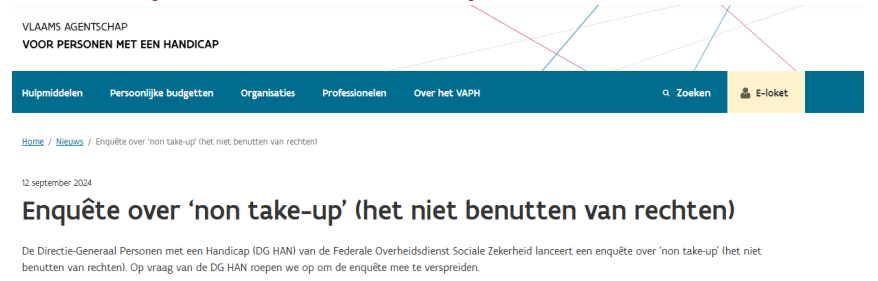 VLAAMS AGENTSCHAP
VOOR PERSONEN MET EEN HANDICAP
Hulpmiddelen Persoonlijke budgetten Organisaties Professionelen Over het VAPH Zoeken E-loket
Home / Nieuws / Enquête over 'non take-up' (het niet benutten van rechten)
12 september 2024
Enquête over ‘non take-up’ (het niet benutten van rechten)
De Directie-Generaal Personen met een Handicap (DG HAN) van de Federale Overheidsdienst Sociale Zekerheid lanceert een enquête over ‘non take-up’ (het niet
benutten van rechten). Op vraag van de DG HAN roepen we op om de enquête mee te verspreiden.